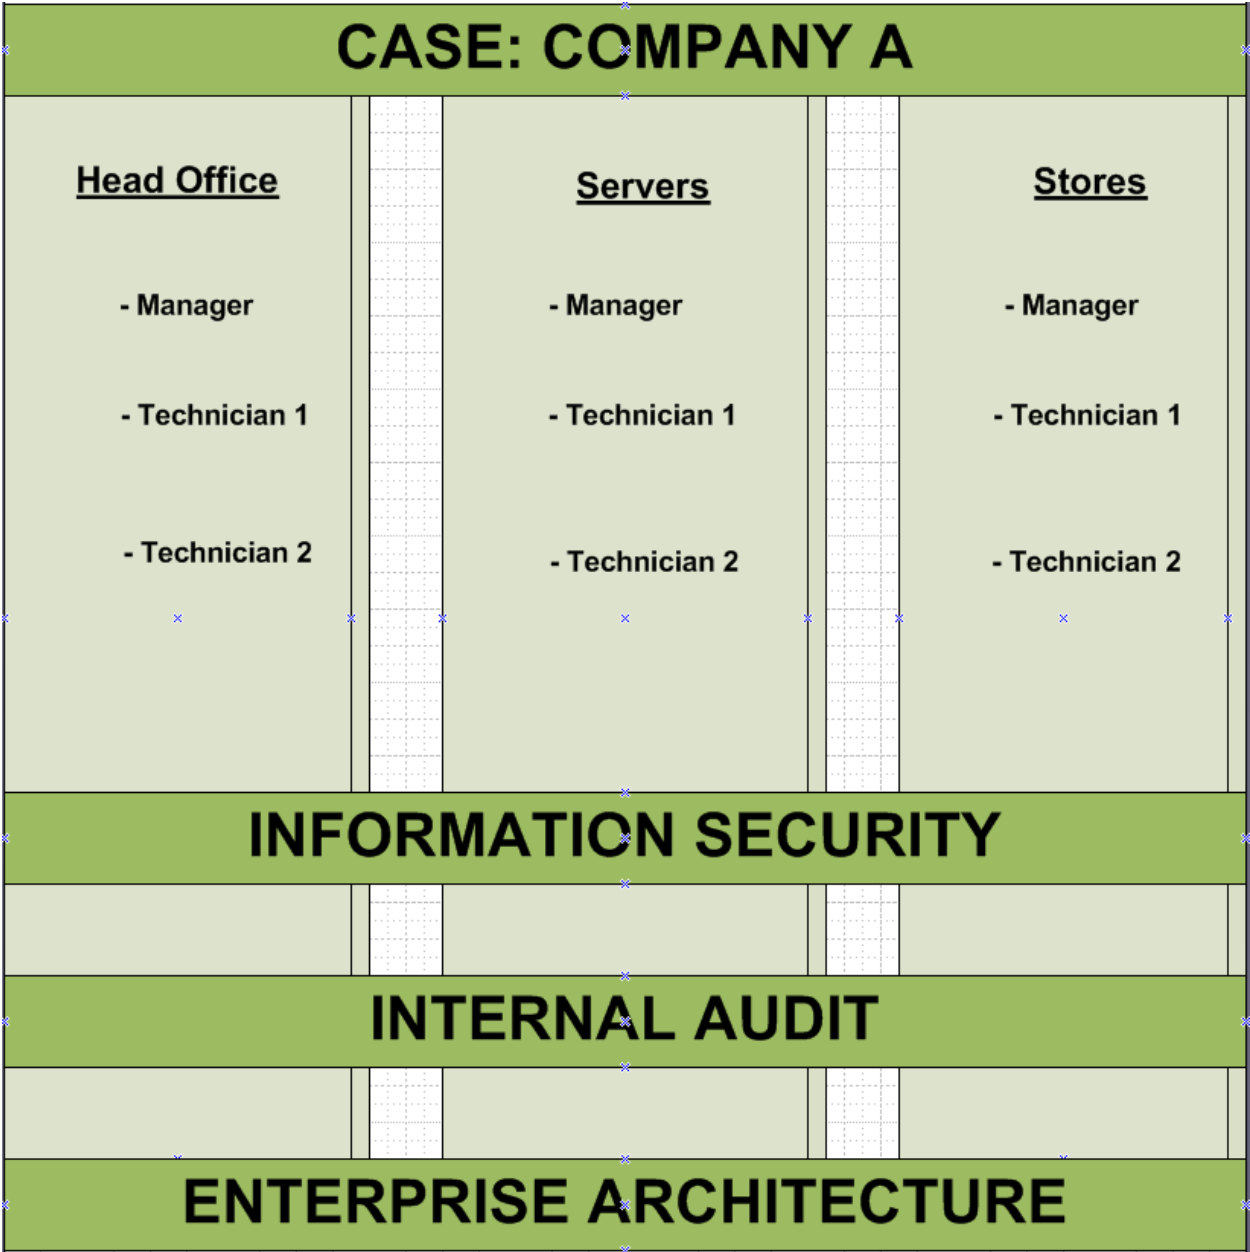 CASE: COMPANY A
Head Office
- Manager
- Technician 1
- Technician 2
Servers
- Manager
- Technician 1
- Technician 2
Stores
- Manager
- Technician 1
- Technician 2
INFORMATION SECURITY
INTERNAL AUDIT
ENTERPRISE ARCHITECTURE